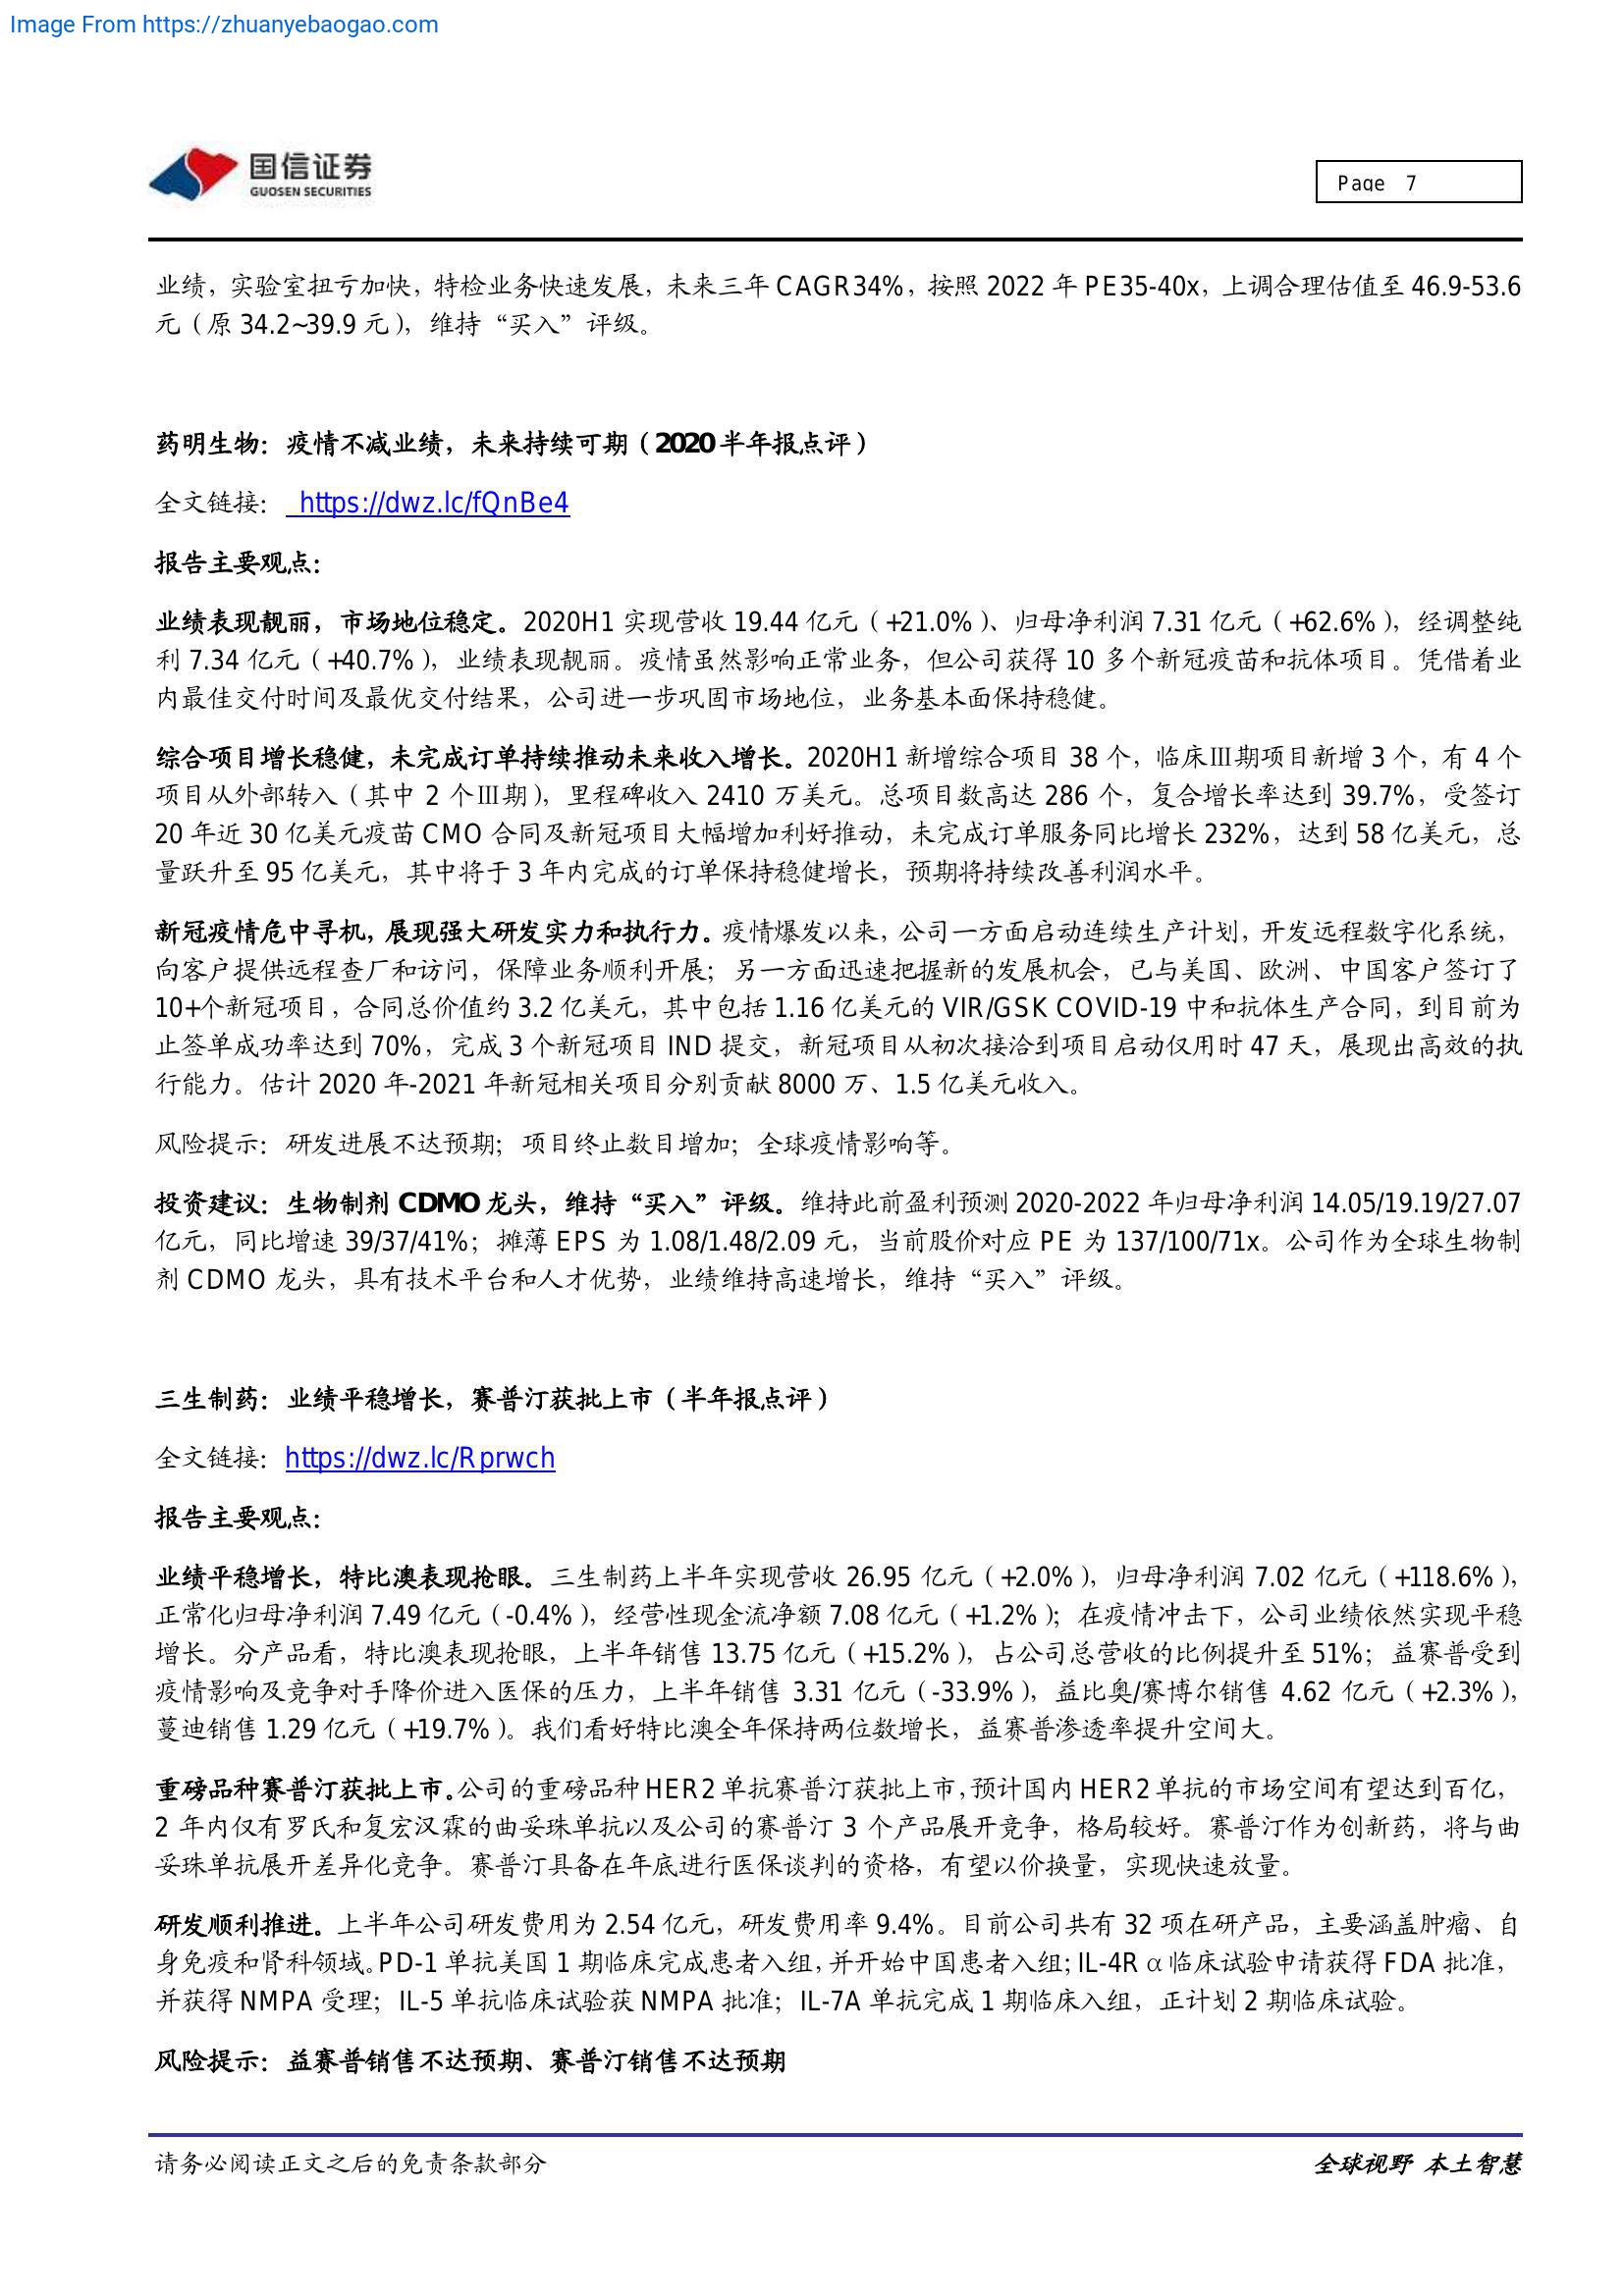 Image From https://zhuanyebaogao.com
国信证券
GUOSEN SECURITIES
Page 7
业绩，实验室扭亏加快，特检业务快速发展，未来三年 CAGR34%，按照 2022 年 PE35-40x，上调合理估值至 46.9-53.6
元（原 34.2~39.9 元），维持“买入”评级。
药明生物：疫情不减业绩，未来持续可期（2020 半年报点评）
全文链接： https://dwz.lc/fQnBe4
报告主要观点：
业绩表现靓丽，市场地位稳定。2020H1 实现营收 19.44 亿元（+21.0%）、归母净利润 7.31 亿元（+62.6%），经调整纯
利 7.34 亿元（+40.7%），业绩表现靓丽。疫情虽然影响正常业务，但公司获得 10 多个新冠疫苗和抗体项目。凭借着业
内最佳交付时间及最优交付结果，公司进一步巩固市场地位，业务基本面保持稳健。
综合项目增长稳健，未完成订单持续推动未来收入增长。2020H1 新增综合项目 38 个，临床Ⅲ期项目新增 3 个，有 4 个
项目从外部转入（其中 2 个Ⅲ期），里程碑收入 2410 万美元。总项目数高达 286 个，复合增长率达到 39.7%，受签订
20 年近 30 亿美元疫苗 CMO 合同及新冠项目大幅增加利好推动，未完成订单服务同比增长 232%，达到 58 亿美元，总
量跃升至 95 亿美元，其中将于 3 年内完成的订单保持稳健增长，预期将持续改善利润水平。
新冠疫情危中寻机，展现强大研发实力和执行力。疫情爆发以来，公司一方面启动连续生产计划，开发远程数字化系统，
向客户提供远程查厂和访问，保障业务顺利开展；另一方面迅速把握新的发展机会，已与美国、欧洲、中国客户签订了
10+个新冠项目，合同总价值约 3.2 亿美元，其中包括 1.16 亿美元的 VIR/GSK COVID-19 中和抗体生产合同，到目前为
止签单成功率达到 70%，完成 3 个新冠项目 IND 提交，新冠项目从初次接洽到项目启动仅用时 47 天，展现出高效的执
行能力。估计 2020 年-2021 年新冠相关项目分别贡献 8000 万、1.5 亿美元收入。
风险提示：研发进展不达预期；项目终止数目增加；全球疫情影响等。
投资建议：生物制剂 CDMO 龙头，维持“买入”评级。维持此前盈利预测 2020-2022 年归母净利润 14.05/19.19/27.07
亿元，同比增速 39/37/41%；摊薄 EPS 为 1.08/1.48/2.09 元，当前股价对应 PE 为 137/100/71x。公司作为全球生物制
剂 CDMO 龙头，具有技术平台和人才优势，业绩维持高速增长，维持“买入”评级。
三生制药：业绩平稳增长，赛普汀获批上市（半年报点评）
全文链接：https://dwz.lc/Rprwch
报告主要观点：
业绩平稳增长，特比澳表现抢眼。三生制药上半年实现营收 26.95 亿元（+2.0%），归母净利润 7.02 亿元（+118.6%），
正常化归母净利润 7.49 亿元（-0.4%），经营性现金流净额 7.08 亿元（+1.2%）；在疫情冲击下，公司业绩依然实现平稳
增长。分产品看，特比澳表现抢眼，上半年销售 13.75 亿元（+15.2%），占公司总营收的比例提升至 51%；益赛普受到
疫情影响及竞争对手降价进入医保的压力，上半年销售 3.31 亿元（-33.9%），益比奥/赛博尔销售 4.62 亿元（+2.3%），
蔓迪销售 1.29 亿元（+19.7%）。我们看好特比澳全年保持两位数增长，益赛普渗透率提升空间大。
重磅品种赛普汀获批上市。公司的重磅品种 HER2 单抗赛普汀获批上市，预计国内 HER2 单抗的市场空间有望达到百亿，
2 年内仅有罗氏和复宏汉霖的曲妥珠单抗以及公司的赛普汀 3 个产品展开竞争，格局较好。赛普汀作为创新药，将与曲
妥珠单抗展开差异化竞争。赛普汀具备在年底进行医保谈判的资格，有望以价换量，实现快速放量。
研发顺利推进。上半年公司研发费用为 2.54 亿元，研发费用率 9.4%。目前公司共有 32 项在研产品，主要涵盖肿瘤、自
身免疫和肾科领域。PD-1 单抗美国 1 期临床完成患者入组，并开始中国患者入组；IL-4Rα临床试验申请获得 FDA 批准，
并获得 NMPA 受理；IL-5 单抗临床试验获 NMPA 批准；IL-7A 单抗完成 1 期临床入组，正计划 2 期临床试验。
风险提示：益赛普销售不达预期、赛普汀销售不达预期
请务必阅读正文之后的免责条款部分
全球视野 本土智慧